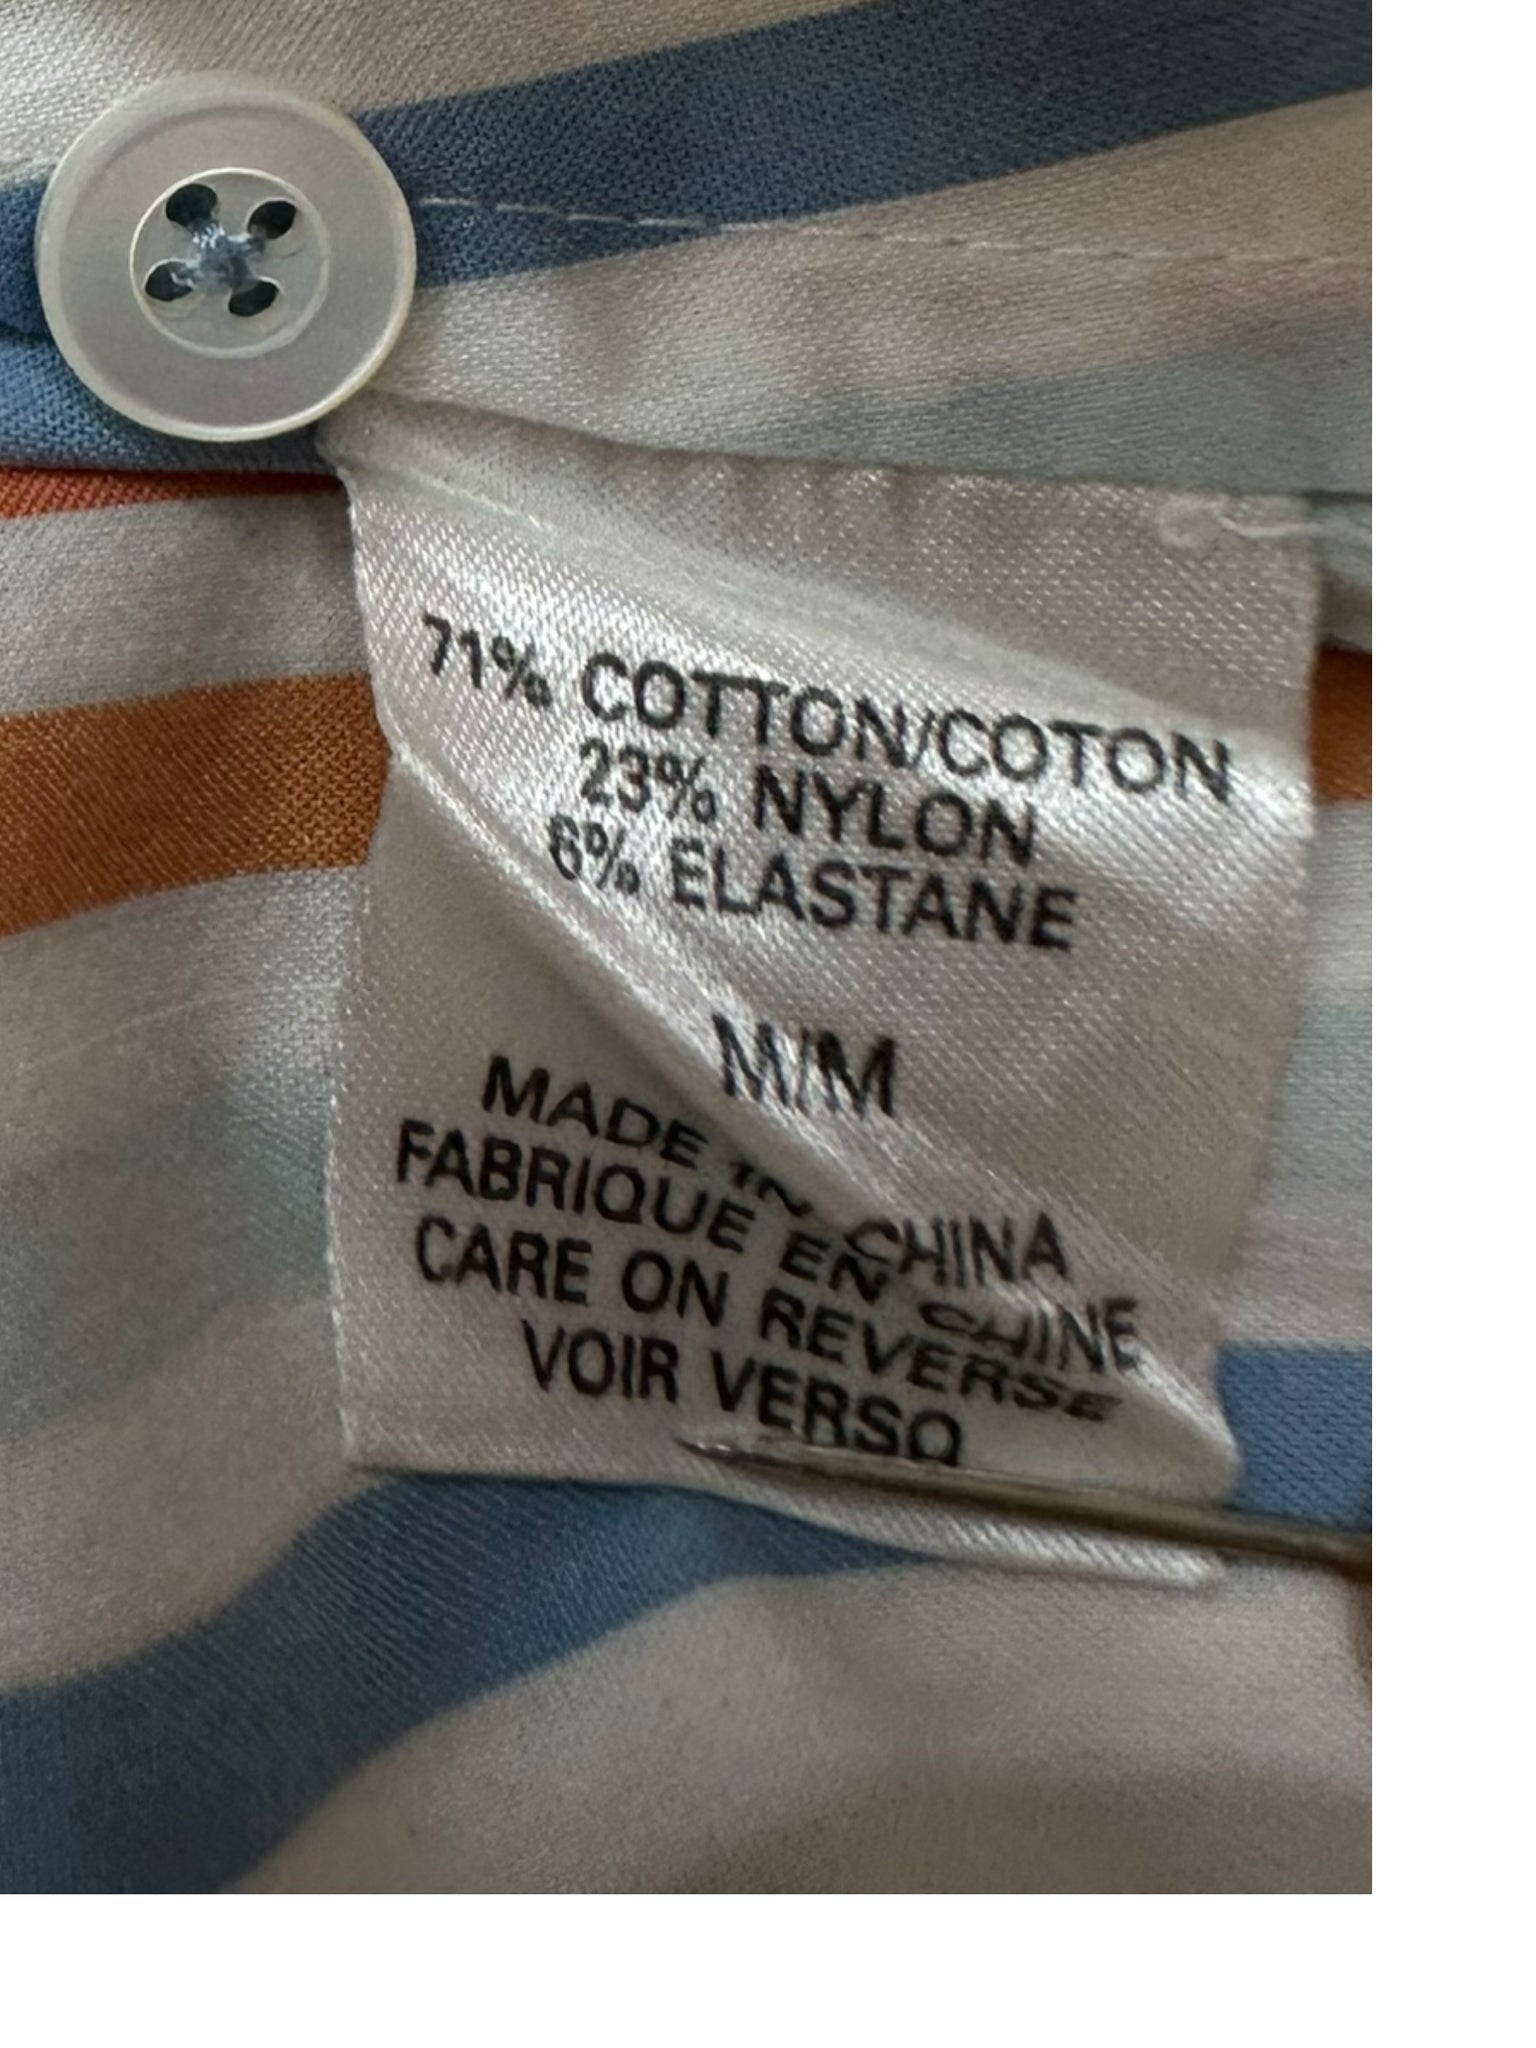 71% COTTON/COTON
23% NYLON
6% ELASTANE
M/M
MADE IN CHINA
FABRIQUE EN CHINE
CARE ON REVERSE
VOIR VERSO